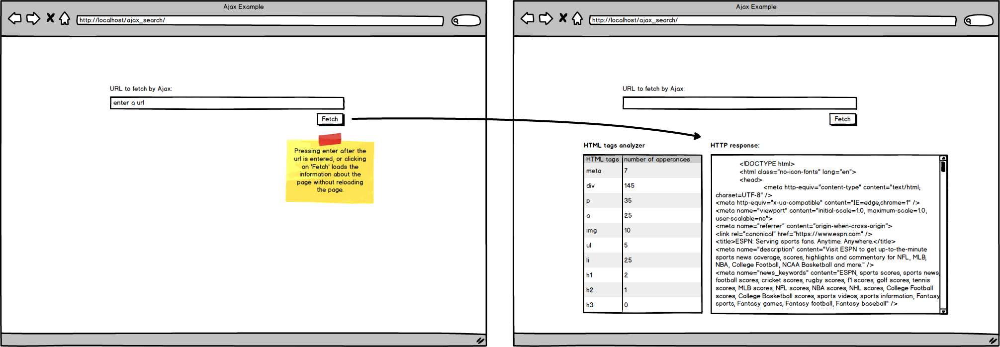 Ajax Example
http://localhost/ajax_search/
URL to fetch by Ajax:
enter a url
Fetch
Pressing enter after the
url is entered, or clicking
on 'Fetch' loads the
information about the
page without reloading
the page.
Ajax Example
http://localhost/ajax_search/
URL to fetch by Ajax:
Fetch
HTML tags analyzer
HTML tags number of apperances
meta 7
div 145
p 35
a 25
img 10
ul 5
li 25
h1 2
h2 1
h3 0
HTTP response:
<!DOCTYPE html>
<html class="no-icon-fonts" lang="en">
<head>
<meta http-equiv="content-type" content="text/html;
charset=UTF-8" />
<meta http-equiv="x-ua-compatible" content="IE=edge,chrome=1" />
<meta name="viewport" content="initial-scale=1.0, maximum-scale=1.0,
user-scalable=no">
<meta name="referrer" content="origin-when-cross-origin">
<link rel="canonical" href="https://www.espn.com" />
<title>ESPN: Serving sports fans. Anytime. Anywhere.</title>
<meta name="description" content="Visit ESPN to get up-to-the-minute
sports news coverage, scores, highlights and commentary for NFL, MLB,
NBA, College Football, NCAA Basketball and more." />
<meta name="news_keywords" content="ESPN, sports scores, sports news,
football scores, cricket scores, rugby scores, f1 scores, golf scores, tennis
scores, MLB scores, NFL scores, NBA scores, NHL scores, College Football
scores, College Basketball scores, sports videos, sports information, Fantasy
sports, Fantasy games, Fantasy football, Fantasy baseball" />